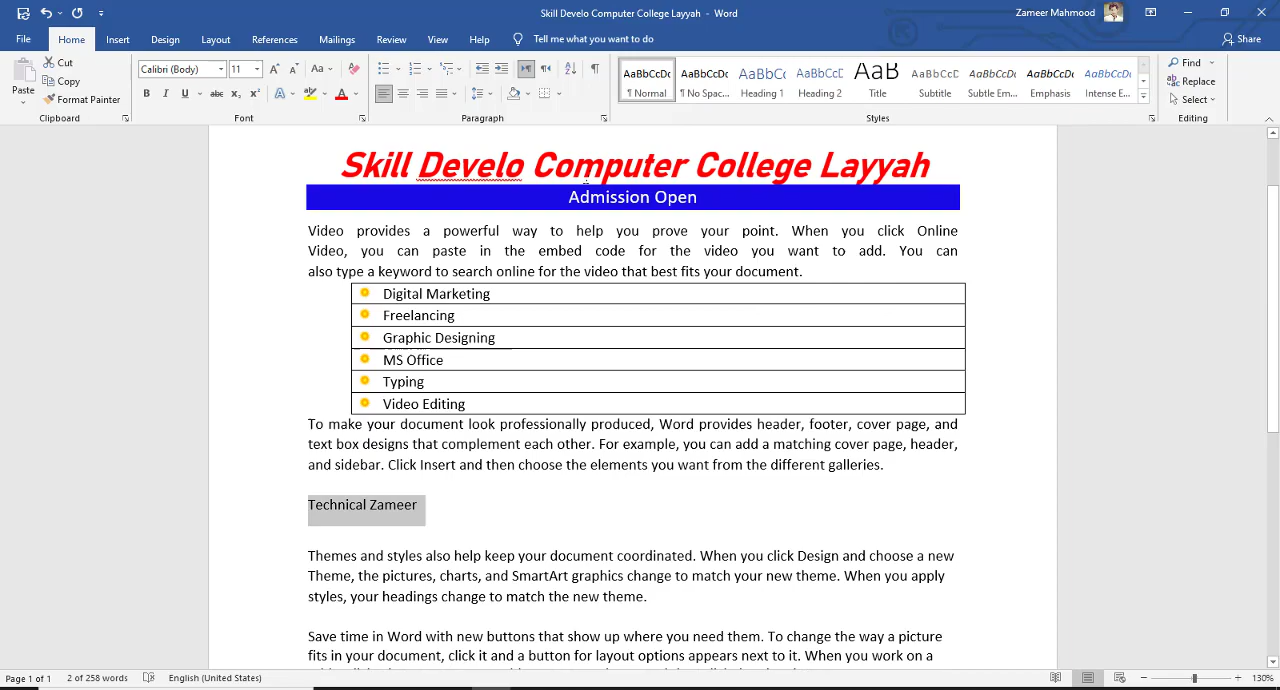 Skill Develo Computer College Layyah - Word
Zameer Mahmood
File Home Insert Design Layout References Mailings Review View Help Tell me what you want to do Share
Paste
Cut
Copy
Format Painter
Clipboard
Calibri (Body) 11
Font
Paragraph
AaBbCcDc AaBbCcDc AaBbCc AaBbCcC AaB AaBbCcD AaBbCcDc AaBbCcDc AaBbCcDc
¶ Normal ¶ No Spac... Heading 1 Heading 2 Title Subtitle Subtle Em... Emphasis Intense E...
Styles
Find
Replace
Select
Editing
Skill Develo Computer College Layyah
Admission Open
Video provides a powerful way to help you prove your point. When you click Online
Video, you can paste in the embed code for the video you want to add. You can
also type a keyword to search online for the video that best fits your document.
Digital Marketing
Freelancing
Graphic Designing
MS Office
Typing
Video Editing
To make your document look professionally produced, Word provides header, footer, cover page, and
text box designs that complement each other. For example, you can add a matching cover page, header,
and sidebar. Click Insert and then choose the elements you want from the different galleries.
Technical Zameer
Themes and styles also help keep your document coordinated. When you click Design and choose a new
Theme, the pictures, charts, and SmartArt graphics change to match your new theme. When you apply
styles, your headings change to match the new theme.
Save time in Word with new buttons that show up where you need them. To change the way a picture
fits in your document, click it and a button for layout options appears next to it. When you work on a
Page 1 of 1 2 of 258 words English (United States) 130%